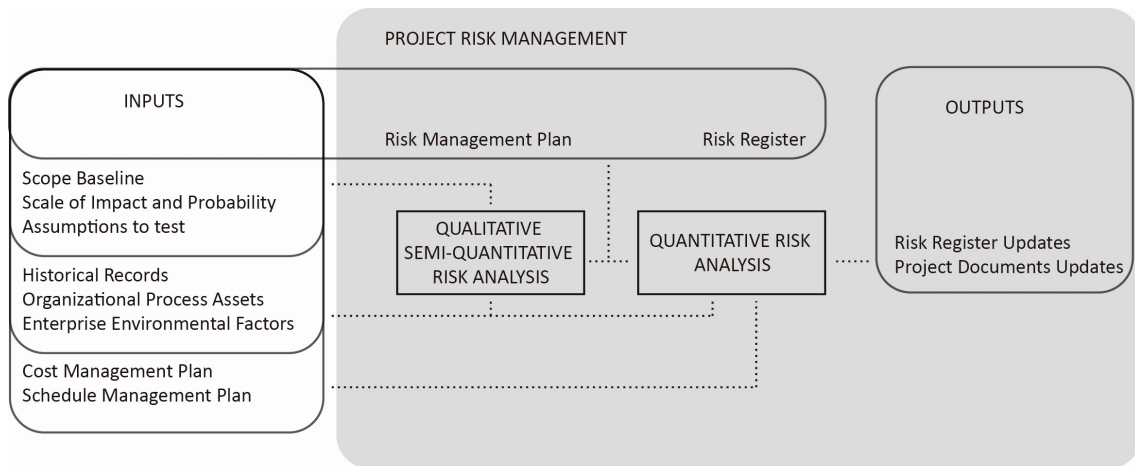 PROJECT RISK MANAGEMENT
INPUTS
Risk Management Plan
Risk Register
Scope Baseline
Scale of Impact and Probability
Assumptions to test
Historical Records
Organizational Process Assets
Enterprise Environmental Factors
Cost Management Plan
Schedule Management Plan
QUALITATIVE
SEMI-QUANTITATIVE
RISK ANALYSIS
QUANTITATIVE RISK
ANALYSIS
OUTPUTS
Risk Register Updates
Project Documents Updates